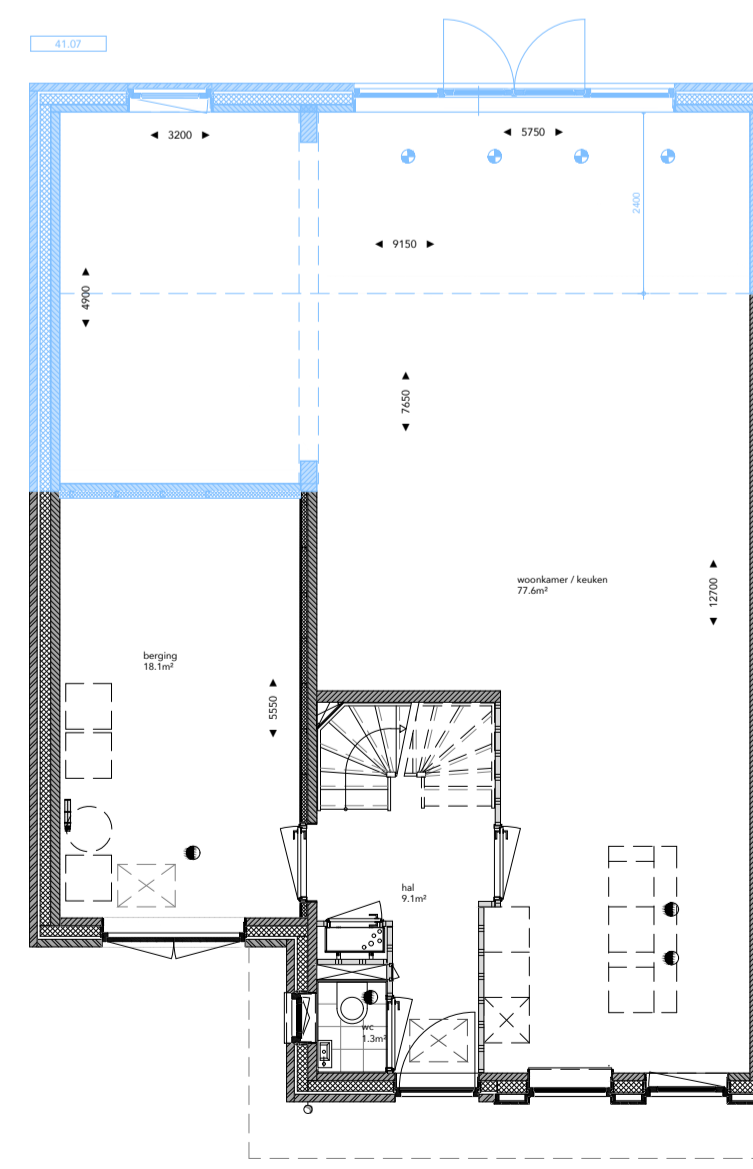 41.07
3200
5750
2400
9150
4900
7650
woonkamer / keuken
77.6m²
12700
berging
18.1m²
5550
hal
9.1m²
wc
1.3m²